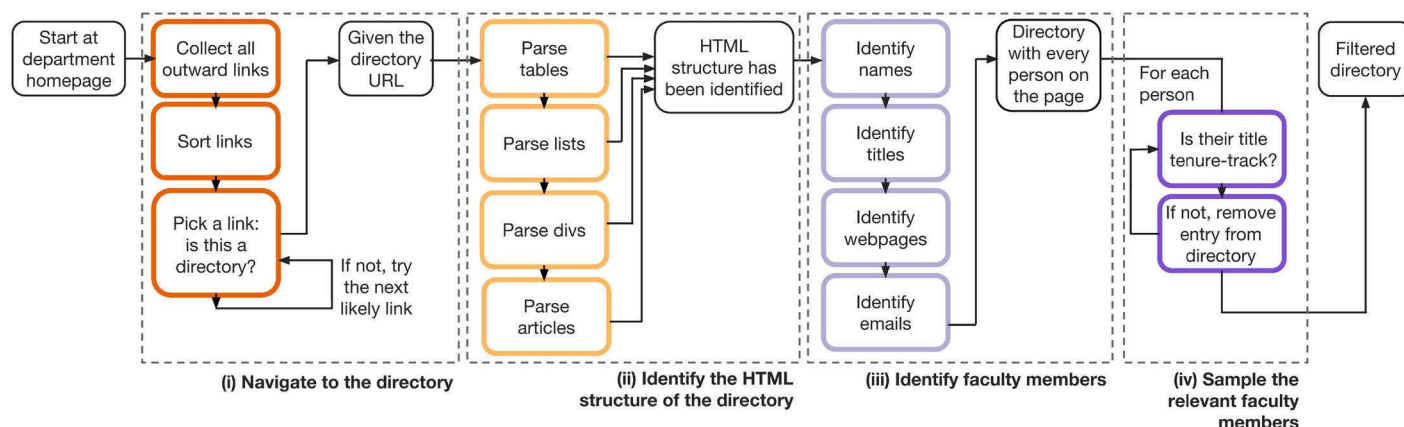 Start at
department
homepage
Collect all
outward links
Sort links
Pick a link:
is this a
directory?
If not, try
the next
likely link
Given the
directory
URL
(i) Navigate to the directory
Parse
tables
Parse lists
Parse divs
Parse
articles
HTML
structure has
been identified
(ii) Identify the HTML
structure of the directory
Identify
names
Identify
titles
Identify
webpages
Identify
emails
Directory
with every
person on
the page
(iii) Identify faculty members
For each
person
Is their title
tenure-track?
If not, remove
entry from
directory
(iv) Sample the
relevant faculty
members
Filtered
directory